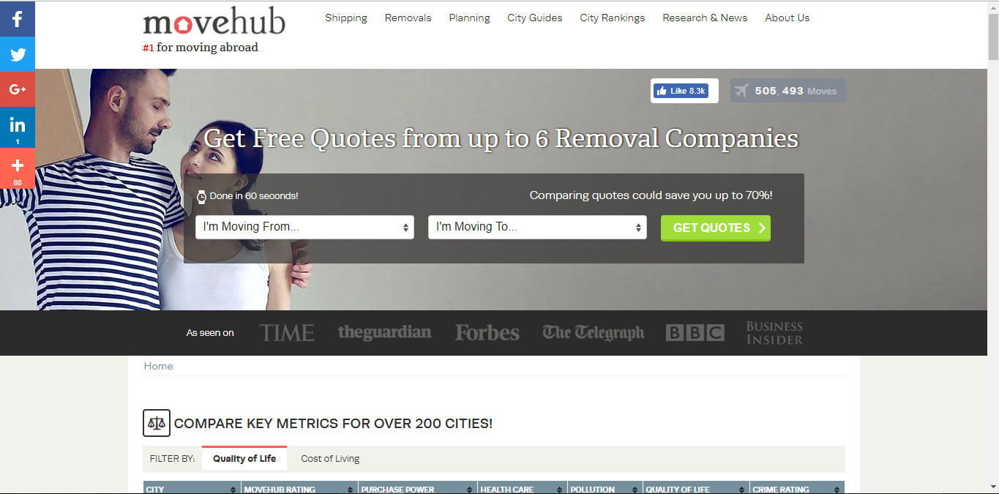 movehub
#1 for moving abroad
Shipping Removals Planning City Guides City Rankings Research & News About Us
f
G+
in
1
+
88
Like 8.3k
505, 493 Moves
Get Free Quotes from up to 6 Removal Companies
Done in 60 seconds!
Comparing quotes could save you up to 70%!
I'm Moving From...
I'm Moving To...
GET QUOTES
As seen on TIME theguardian Forbes The Telegraph BBC BUSINESS
INSIDER
Home
COMPARE KEY METRICS FOR OVER 200 CITIES!
FILTER BY: Quality of Life Cost of Living
CITY MOVEHUB RATING PURCHASE POWER HEALTH CARE POLLUTION QUALITY OF LIFE CRIME RATING